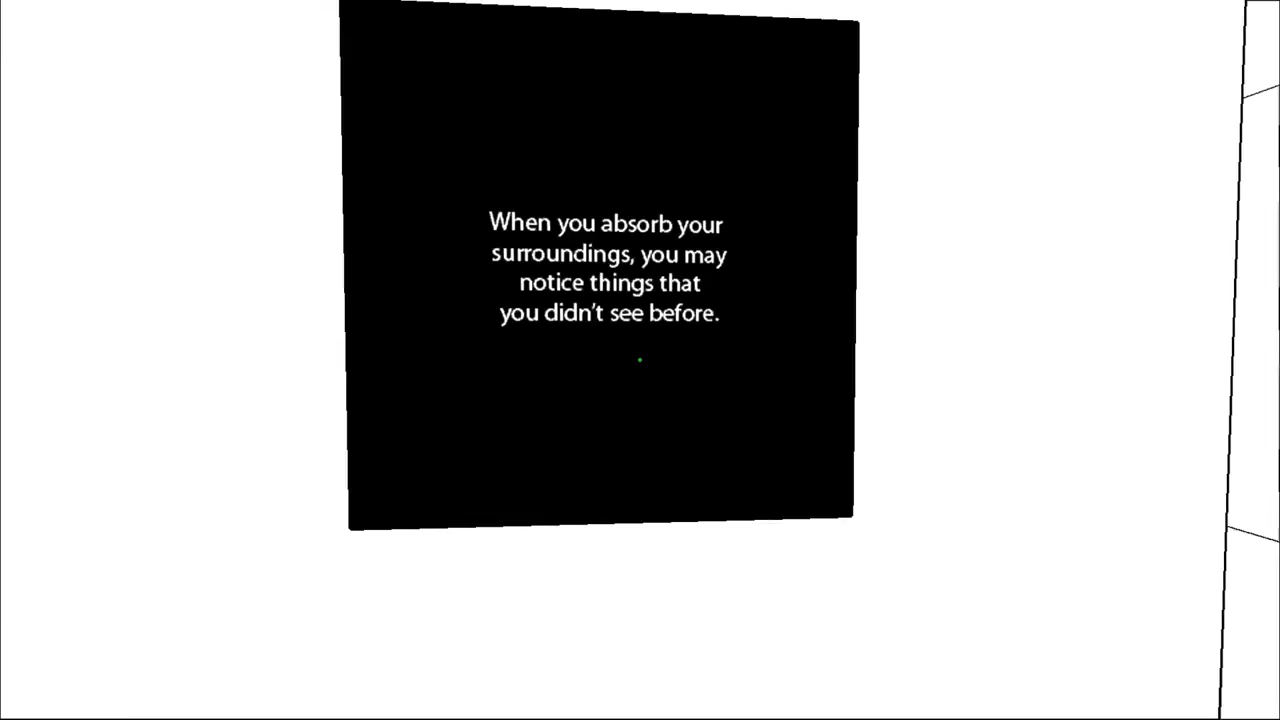 When you absorb your
surroundings, you may
notice things that
you didn't see before.